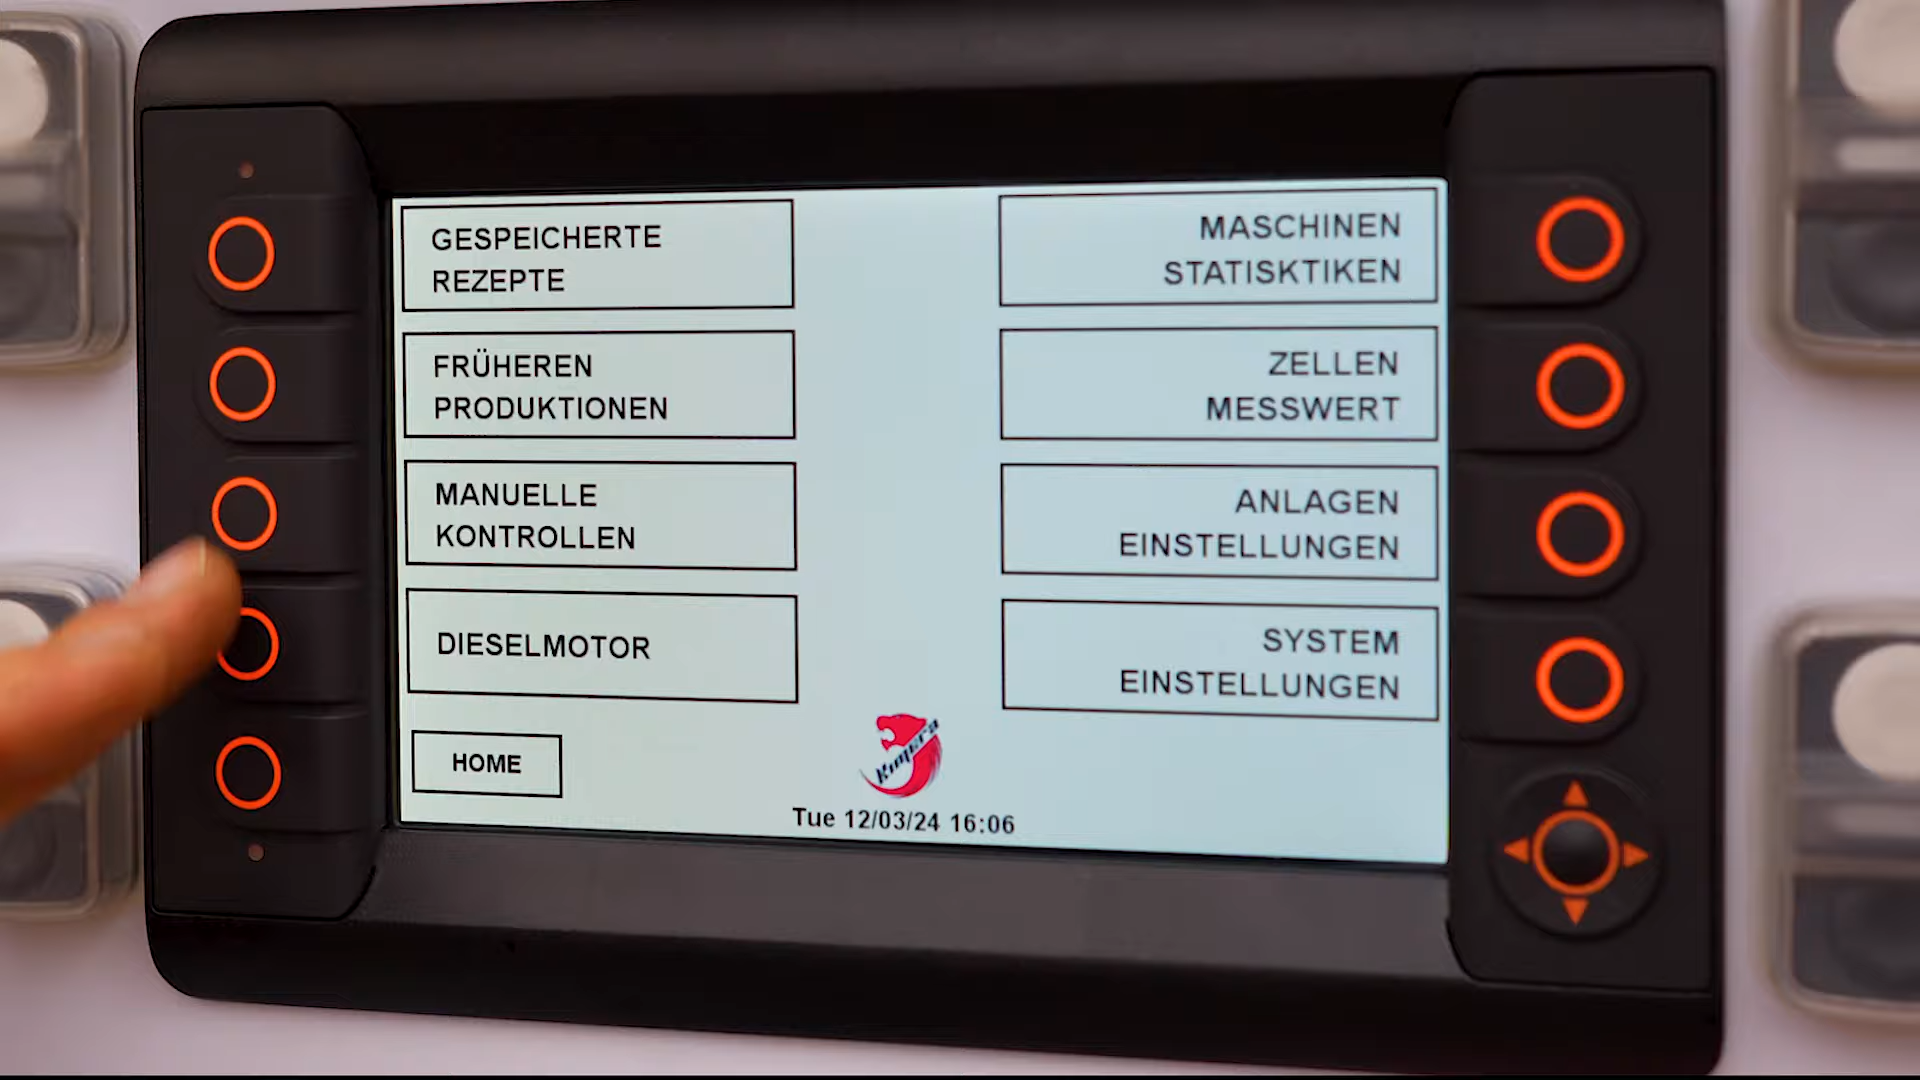 GESPEICHERTE
REZEPTE
FRÜHEREN
PRODUKTIONEN
MANUELLE
KONTROLLEN
DIESELMOTOR
HOME
MASCHINEN
STATISKTIKEN
ZELLEN
MESSWERT
ANLAGEN
EINSTELLUNGEN
SYSTEM
EINSTELLUNGEN
Kimera
Tue 12/03/24 16:06